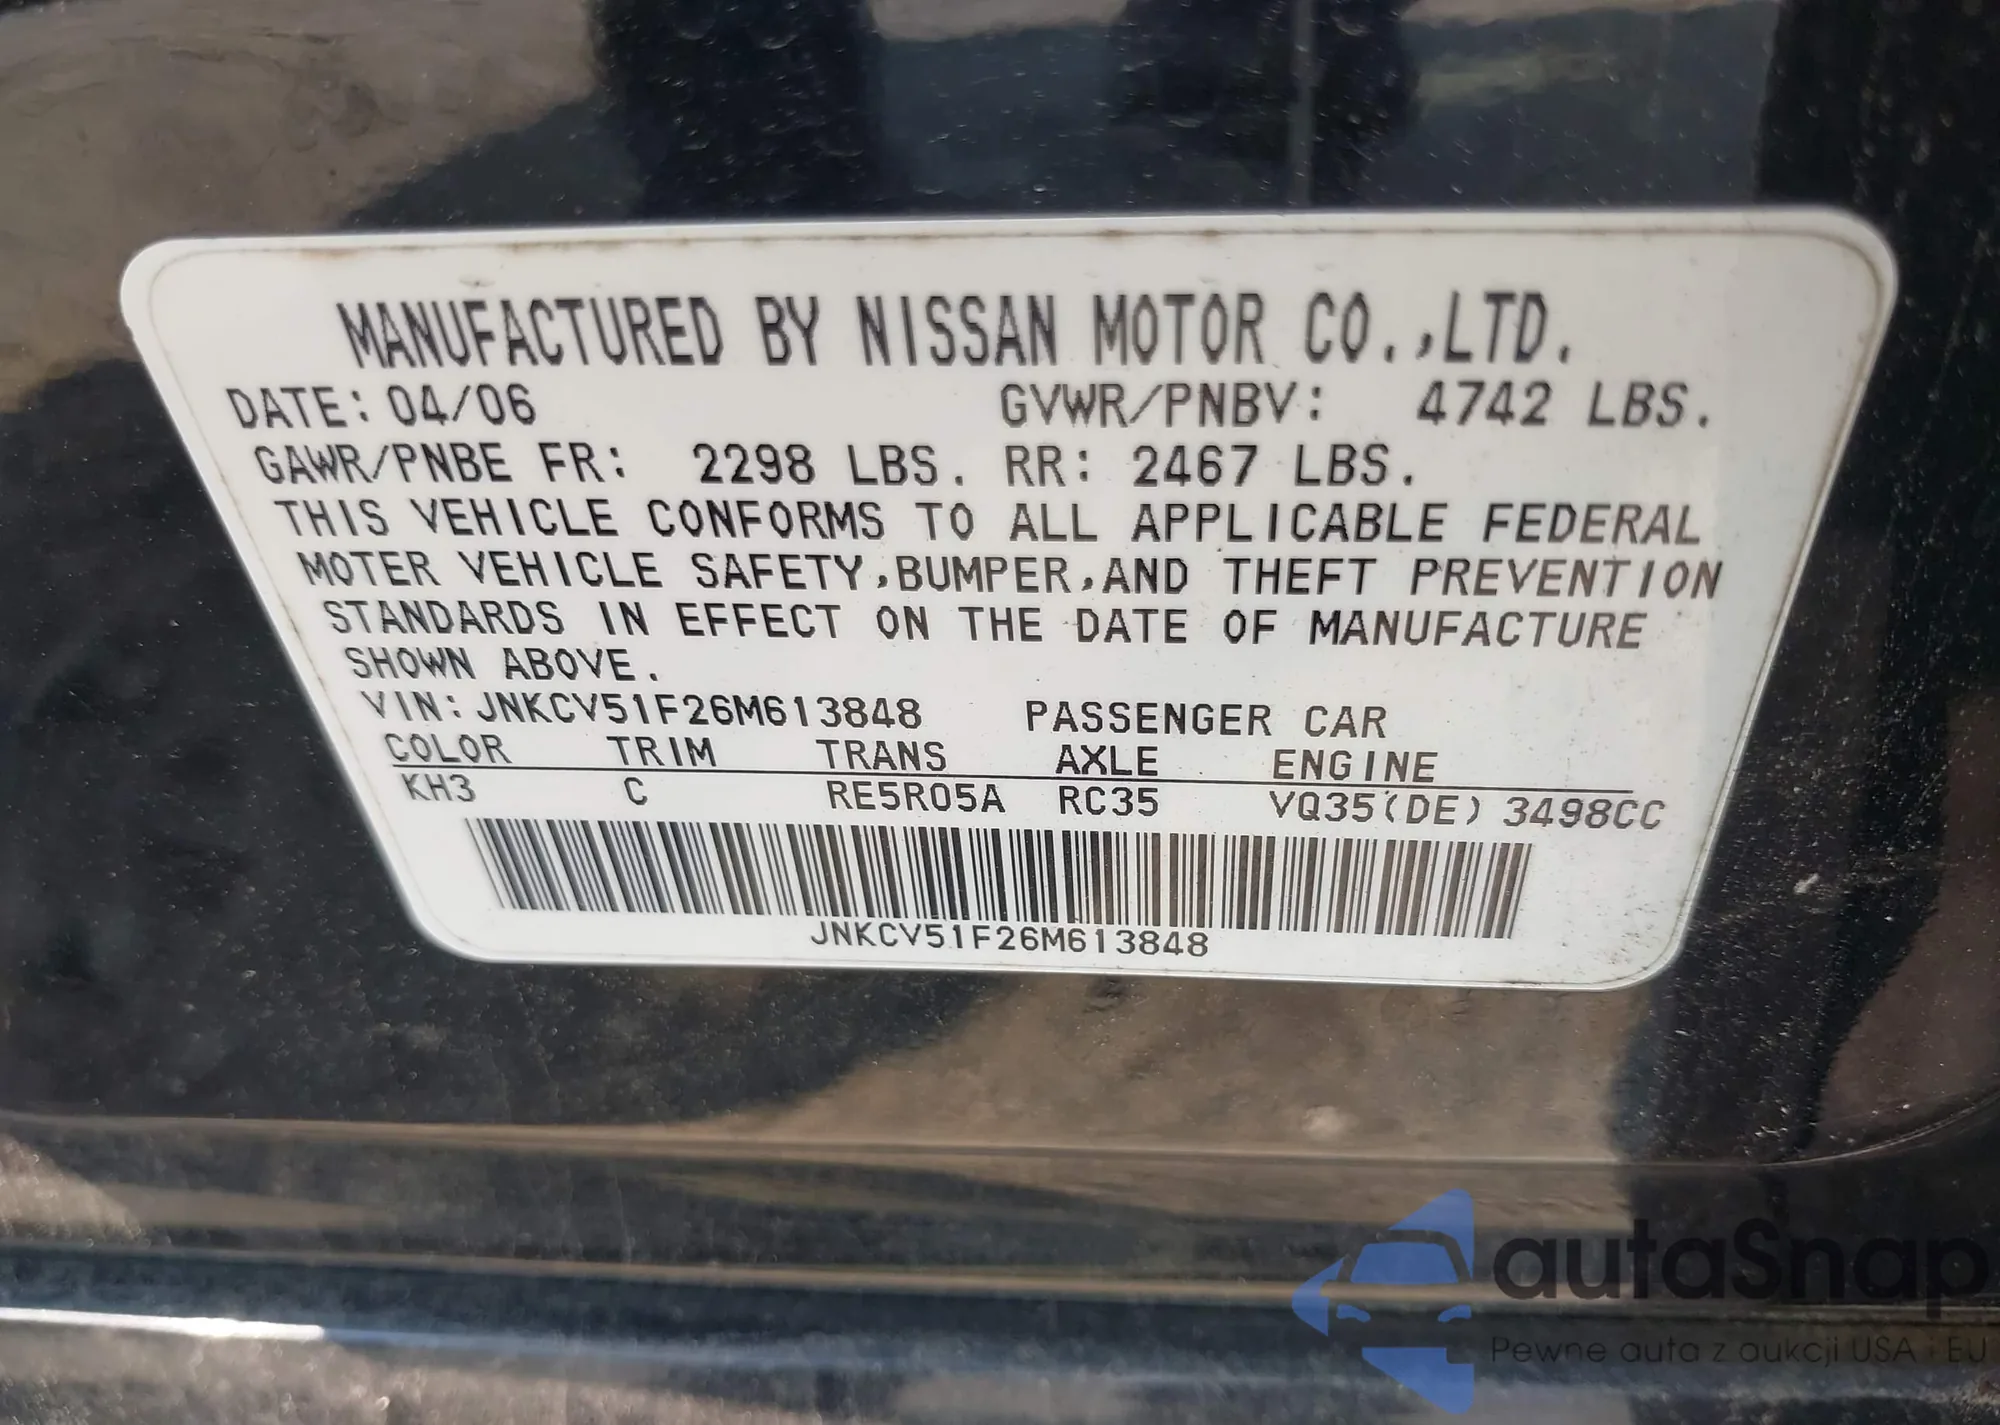 MANUFACTURED BY NISSAN MOTOR CO.,LTD.
DATE: 04/06 GVWR/PNBV: 4742 LBS.
GAWR/PNBE FR: 2298 LBS. RR: 2467 LBS.
THIS VEHICLE CONFORMS TO ALL APPLICABLE FEDERAL
MOTER VEHICLE SAFETY,BUMPER,AND THEFT PREVENTION
STANDARDS IN EFFECT ON THE DATE OF MANUFACTURE
SHOWN ABOVE.
VIN: JNKCV51F26M613848 PASSENGER CAR
COLOR TRIM TRANS AXLE ENGINE
KH3 C RE5R05A RC35 VQ35(DE) 3498CC
JNKCV51F26M613848
autaSnap
Pewne auta z aukcji USA i EU